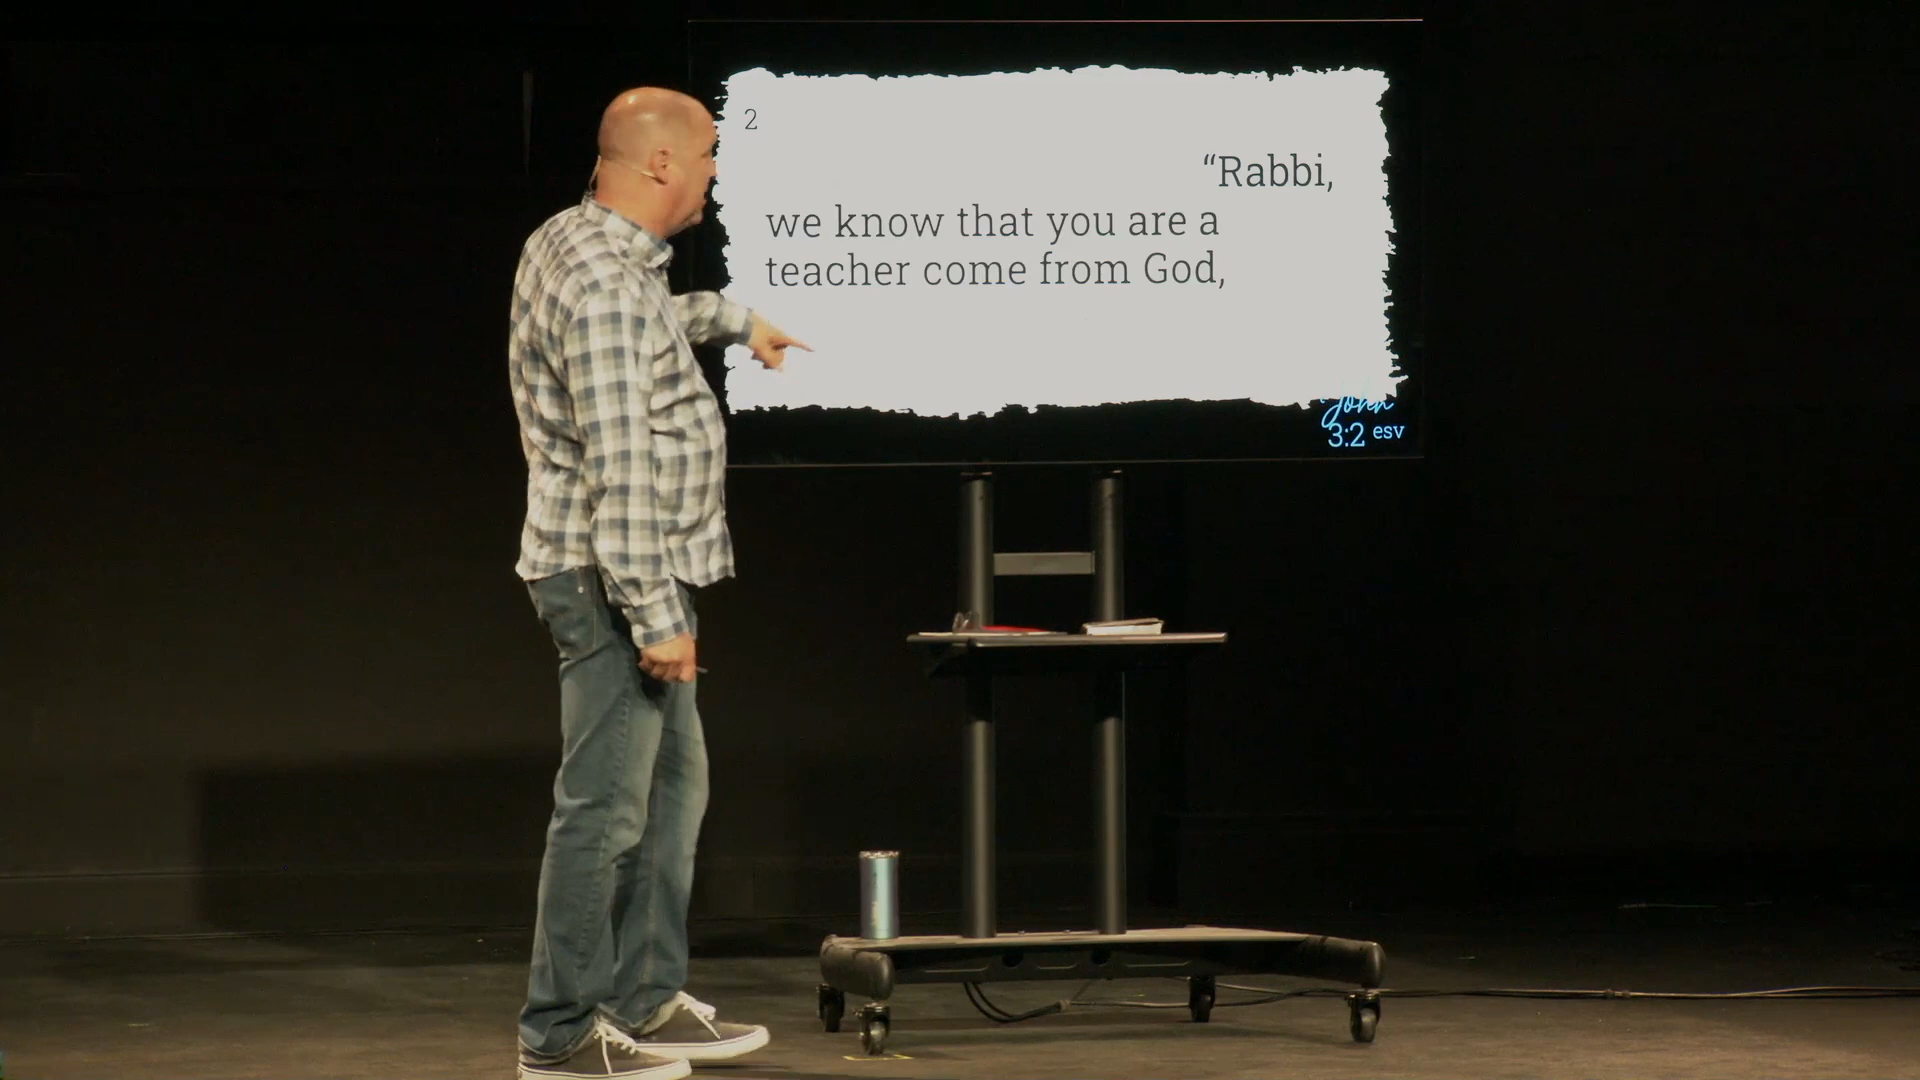 2
“Rabbi,
we know that you are a
teacher come from God,
John
3:2 esv